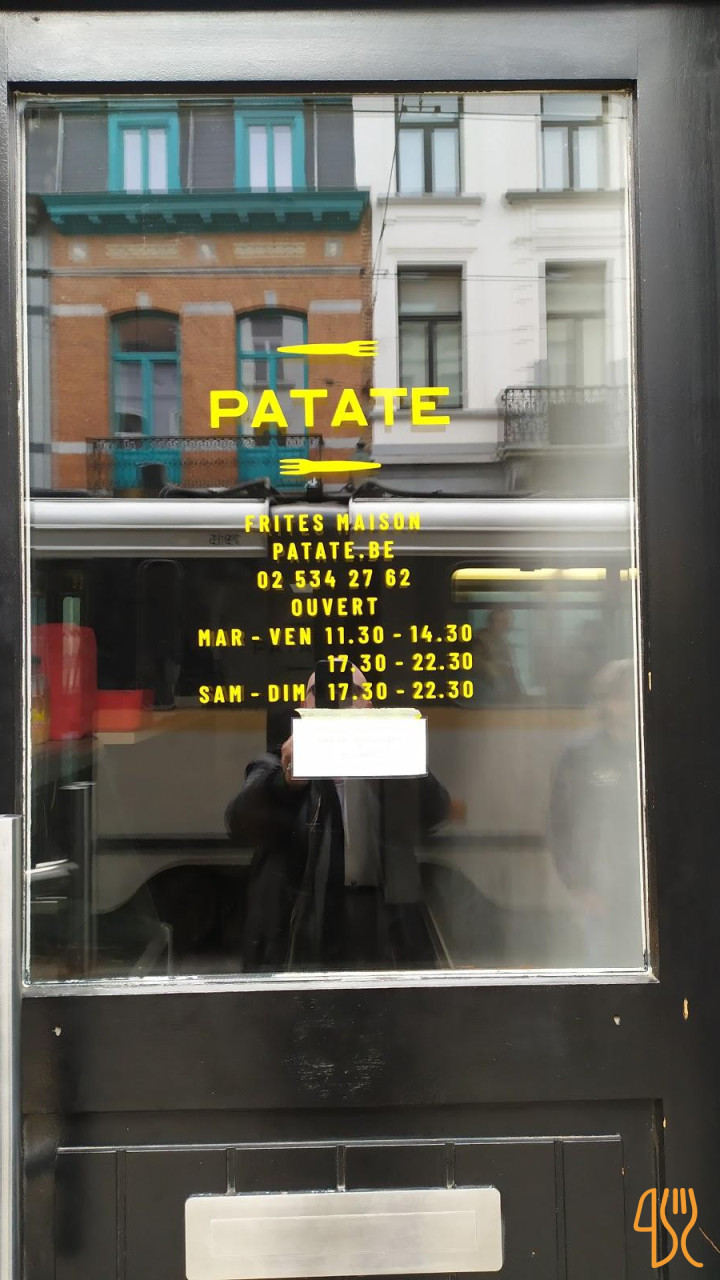 PATATE
FRITES MAISON
PATATE.BE
02 534 27 62
OUVERT
MAR - VEN 11.30 - 14.30
17.30 - 22.30
SAM - DIM 17.30 - 22.30